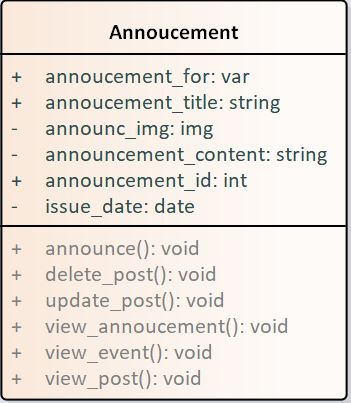 Annoucement
+ annoucement_for: var
+ annoucement_title: string
- announc_img: img
- announcement_content: string
+ announcement_id: int
- issue_date: date
+ announce(): void
+ delete_post(): void
+ update_post(): void
+ view_annoucement(): void
+ view_event(): void
+ view_post(): void